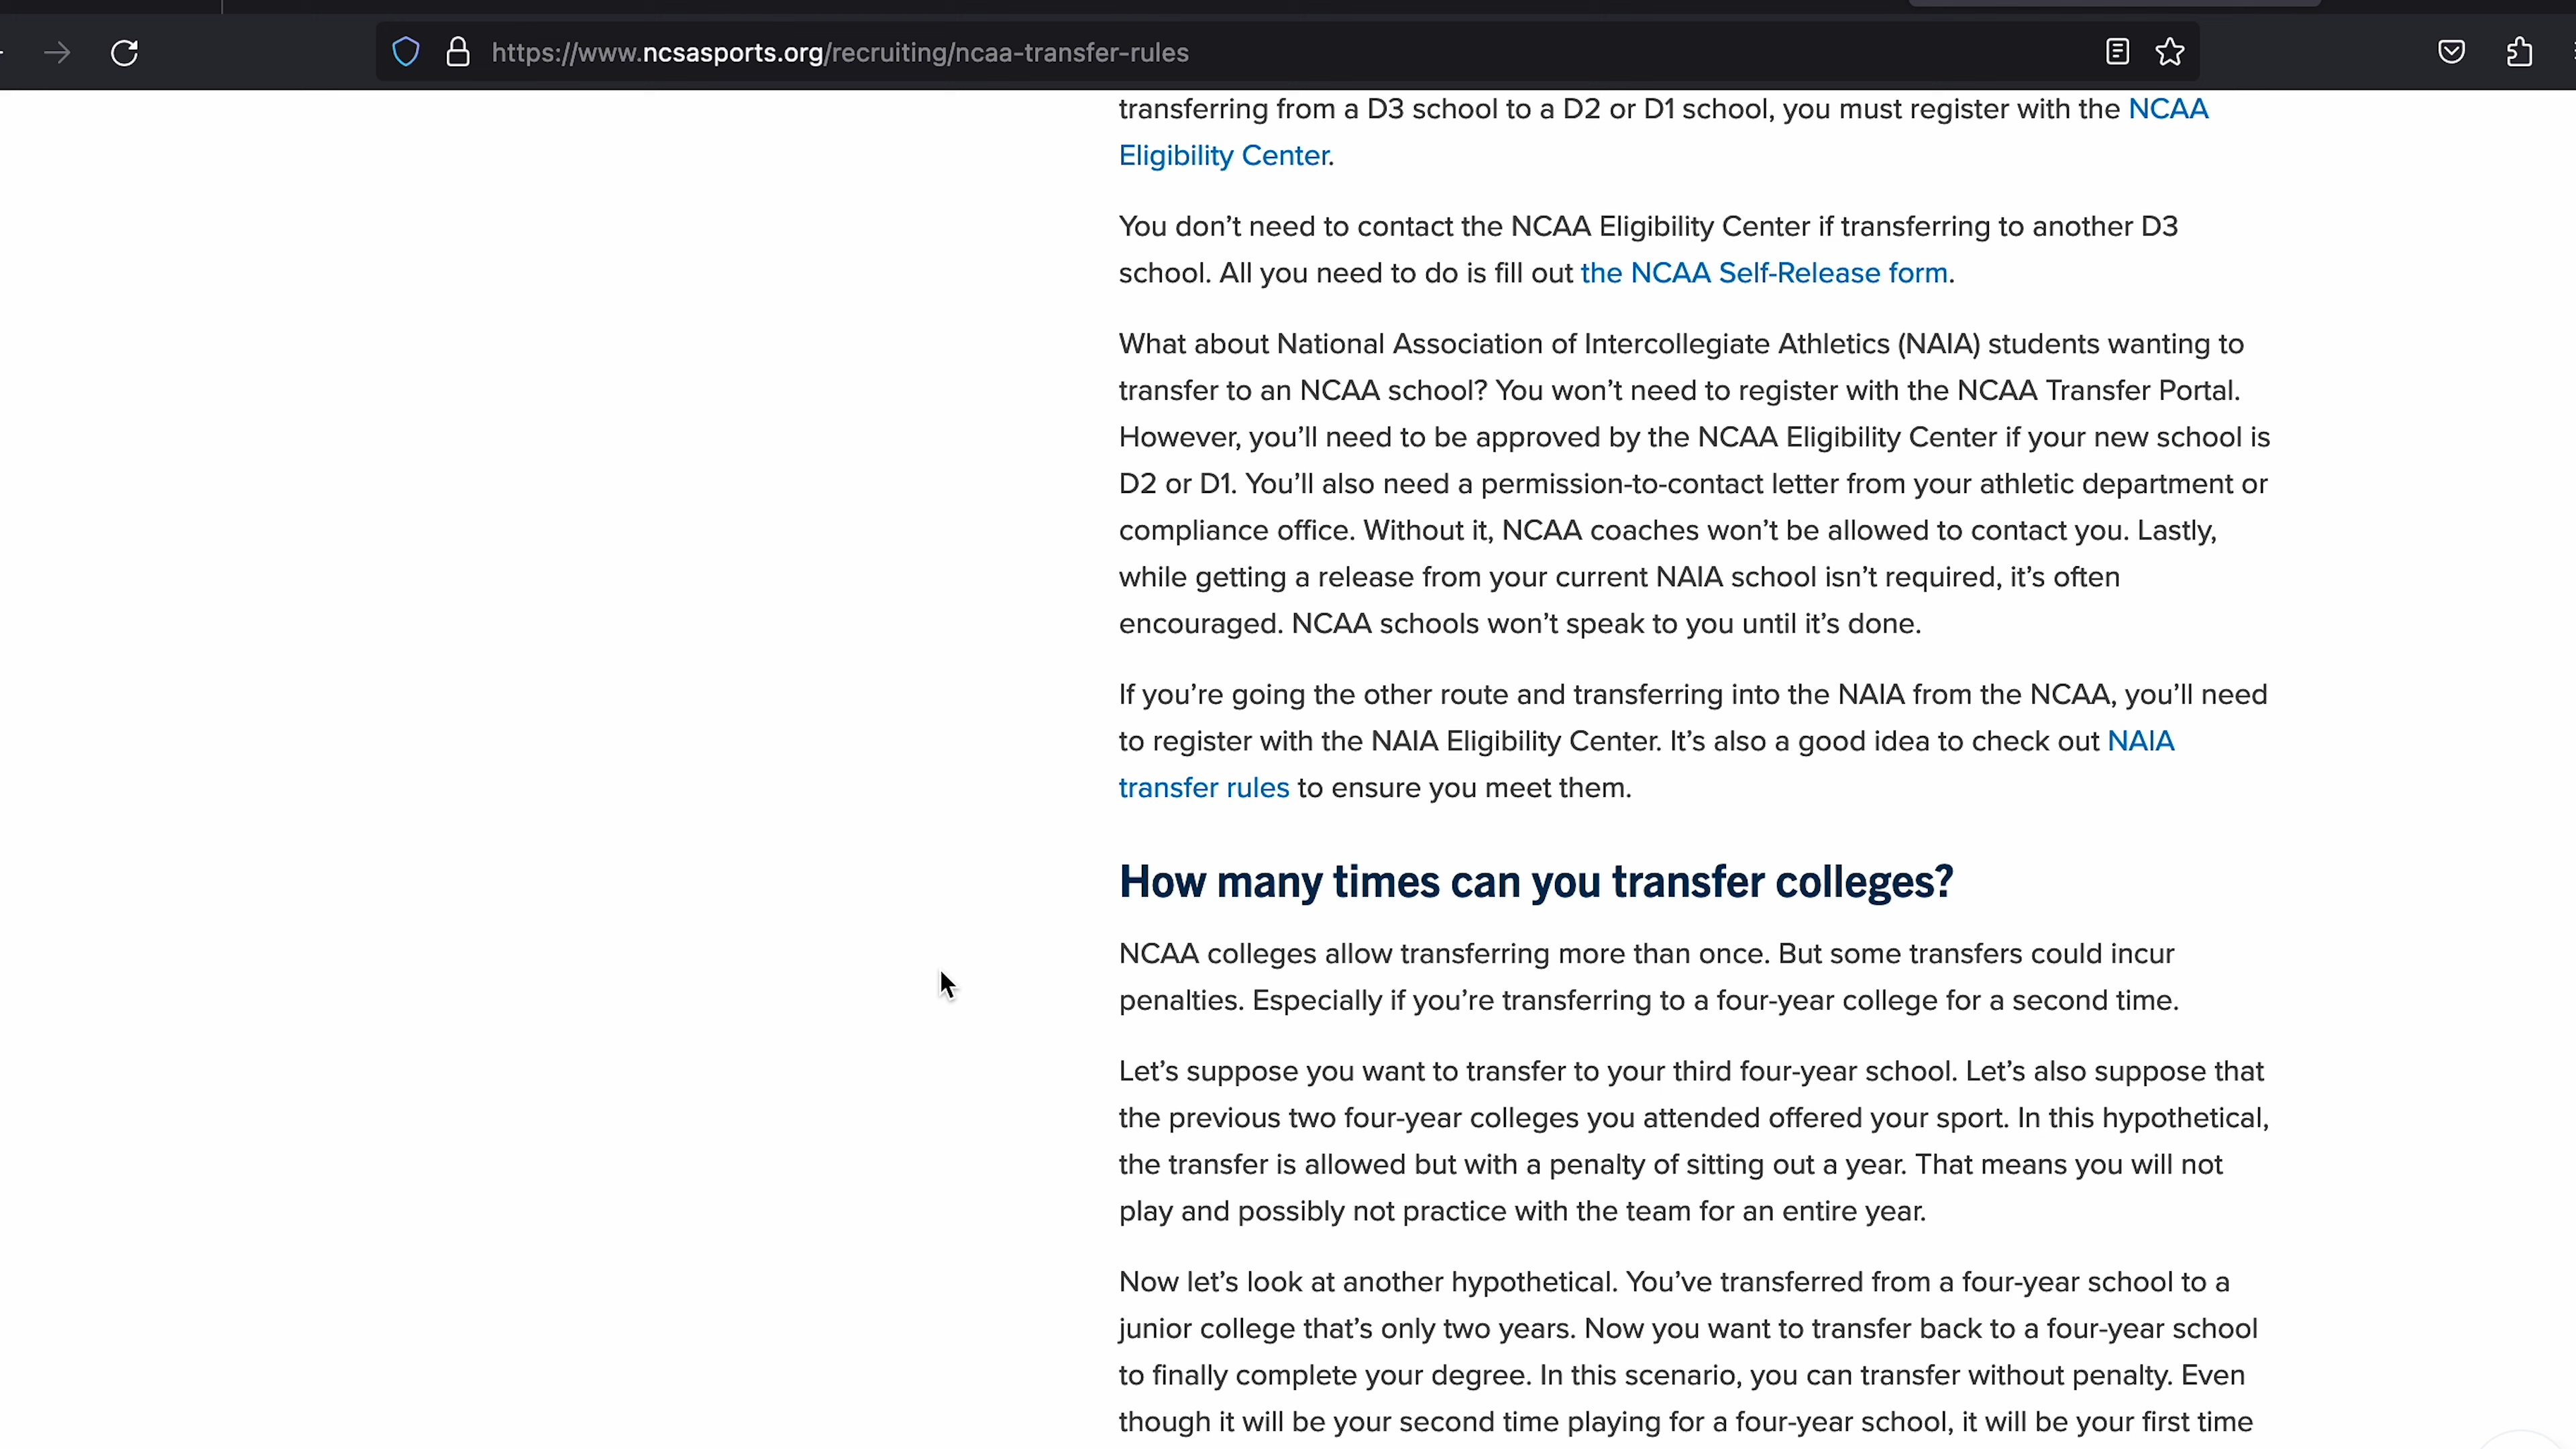 https://www.ncsasports.org/recruiting/ncaa-transfer-rules
transferring from a D3 school to a D2 or D1 school, you must register with the NCAA
Eligibility Center.
You don’t need to contact the NCAA Eligibility Center if transferring to another D3
school. All you need to do is fill out the NCAA Self-Release form.
What about National Association of Intercollegiate Athletics (NAIA) students wanting to
transfer to an NCAA school? You won’t need to register with the NCAA Transfer Portal.
However, you’ll need to be approved by the NCAA Eligibility Center if your new school is
D2 or D1. You’ll also need a permission-to-contact letter from your athletic department or
compliance office. Without it, NCAA coaches won’t be allowed to contact you. Lastly,
while getting a release from your current NAIA school isn’t required, it’s often
encouraged. NCAA schools won’t speak to you until it’s done.
If you’re going the other route and transferring into the NAIA from the NCAA, you’ll need
to register with the NAIA Eligibility Center. It’s also a good idea to check out NAIA
transfer rules to ensure you meet them.
How many times can you transfer colleges?
NCAA colleges allow transferring more than once. But some transfers could incur
penalties. Especially if you’re transferring to a four-year college for a second time.
Let’s suppose you want to transfer to your third four-year school. Let’s also suppose that
the previous two four-year colleges you attended offered your sport. In this hypothetical,
the transfer is allowed but with a penalty of sitting out a year. That means you will not
play and possibly not practice with the team for an entire year.
Now let’s look at another hypothetical. You’ve transferred from a four-year school to a
junior college that’s only two years. Now you want to transfer back to a four-year school
to finally complete your degree. In this scenario, you can transfer without penalty. Even
though it will be your second time playing for a four-year school, it will be your first time